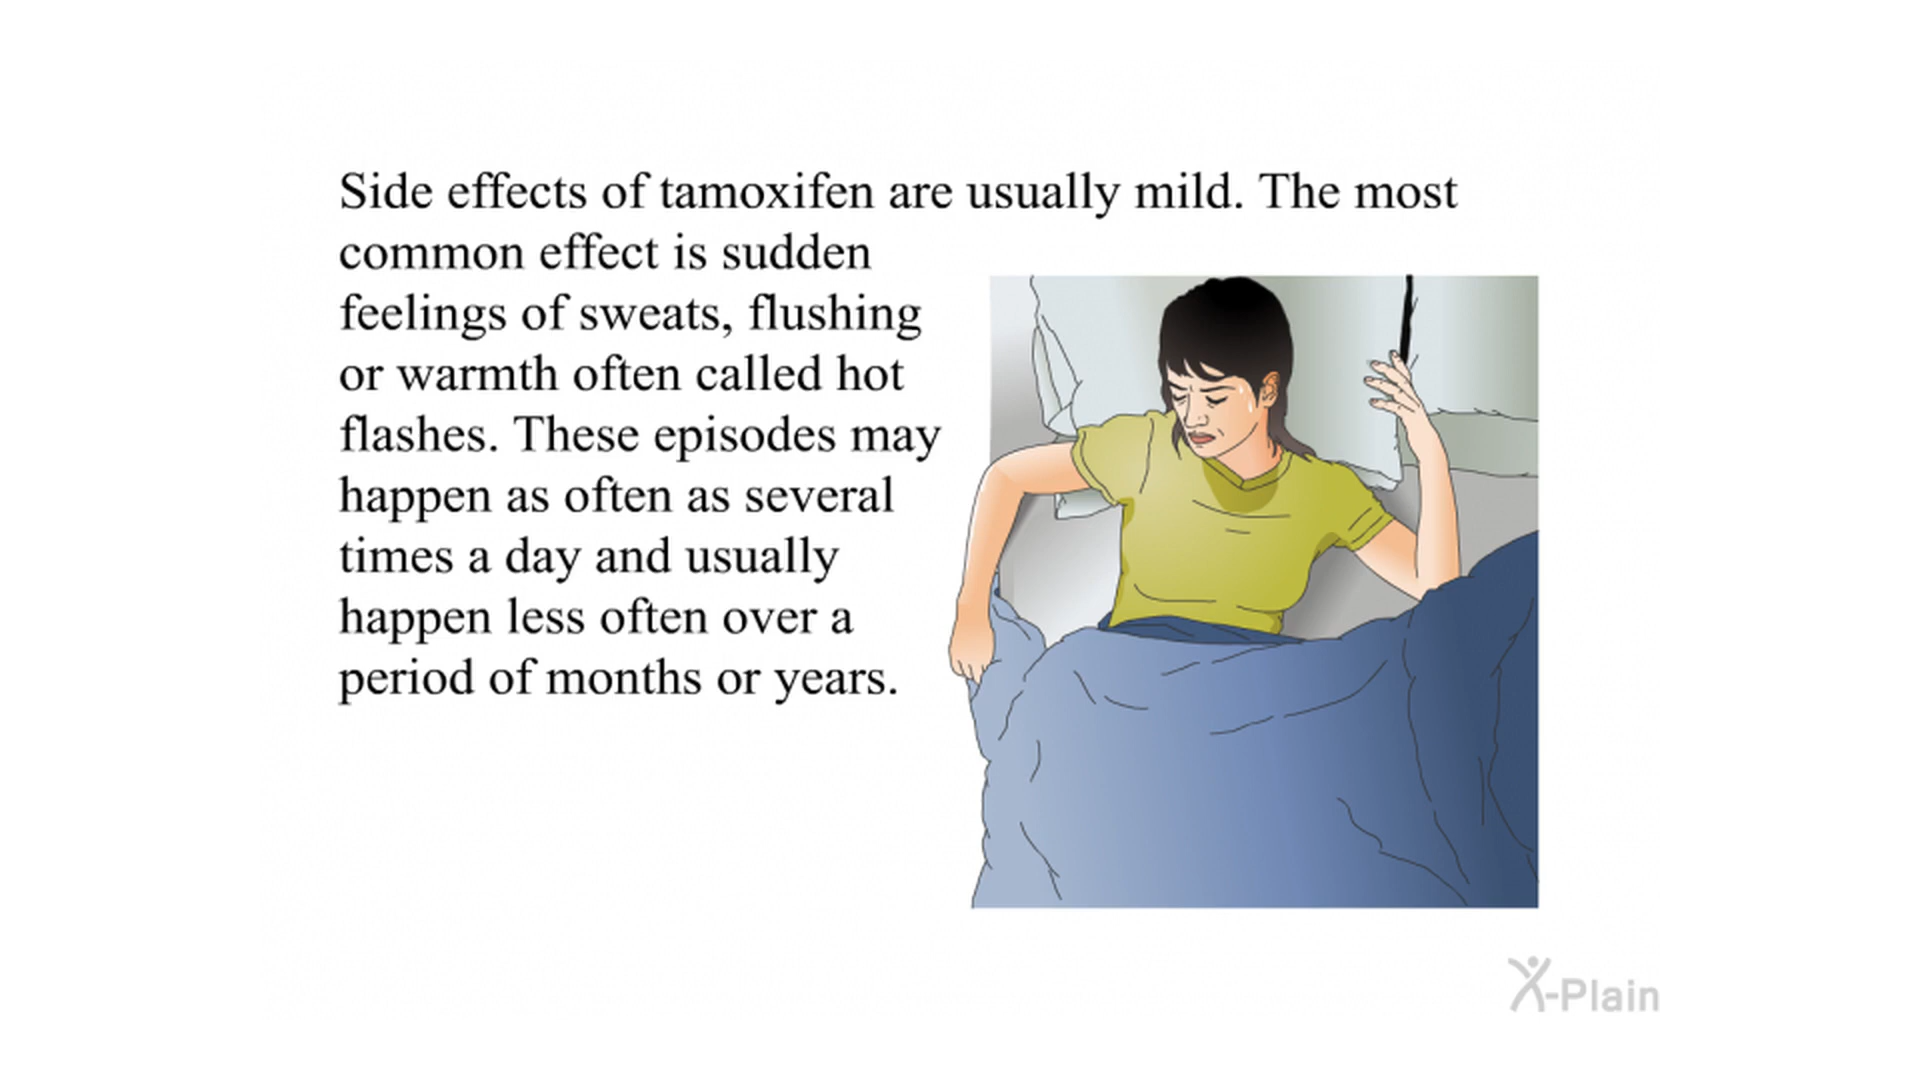 Side effects of tamoxifen are usually mild. The most
common effect is sudden
feelings of sweats, flushing
or warmth often called hot
flashes. These episodes may
happen as often as several
times a day and usually
happen less often over a
period of months or years.
X-Plain